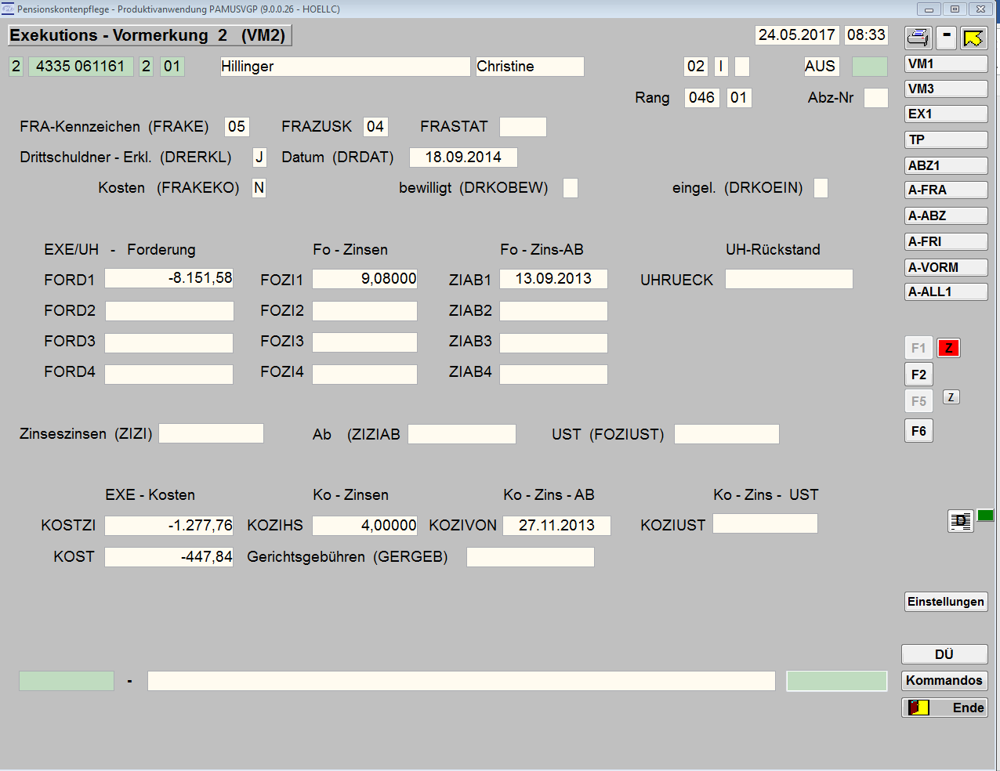 Pensionskontenpflege - Produktivanwendung PAMUSVGP (9.0.0.26 - HOELLC)
Exekutions - Vormerkung 2 (VM2) 24.05.2017 08:33 -
2 4335 061161 2 01 Hillinger Christine 02 I AUS VM1
Rang 046 01 Abz-Nr VM3
FRA-Kennzeichen (FRAKE) 05 FRAZUSK 04 FRASTAT EX1
Drittschuldner - Erkl. (DRERKL) J Datum (DRDAT) 18.09.2014 TP
ABZ1
Kosten (FRAKEKO) N bewilligt (DRKOBEW) eingel. (DRKOEIN) A-FRA
A-ABZ
EXE/UH - Forderung Fo - Zinsen Fo - Zins-AB UH-Rückstand A-FRI
A-VORM
FORD1 -8.151,58 FOZI1 9,08000 ZIAB1 13.09.2013 UHRUECK
A-ALL1
FORD2 FOZI2 ZIAB2
FORD3 FOZI3 ZIAB3 F1 Z
FORD4 FOZI4 ZIAB4 F2
F5 Z
Zinseszinsen (ZIZI) Ab (ZIZIAB UST (FOZIUST) F6
EXE - Kosten Ko - Zinsen Ko - Zins - AB Ko - Zins - UST
KOSTZI -1.277,76 KOZIHS 4,00000 KOZIVON 27.11.2013 KOZIUST D
KOST -447,84 Gerichtsgebühren (GERGEB)
Einstellungen
DÜ
- Kommandos
Ende